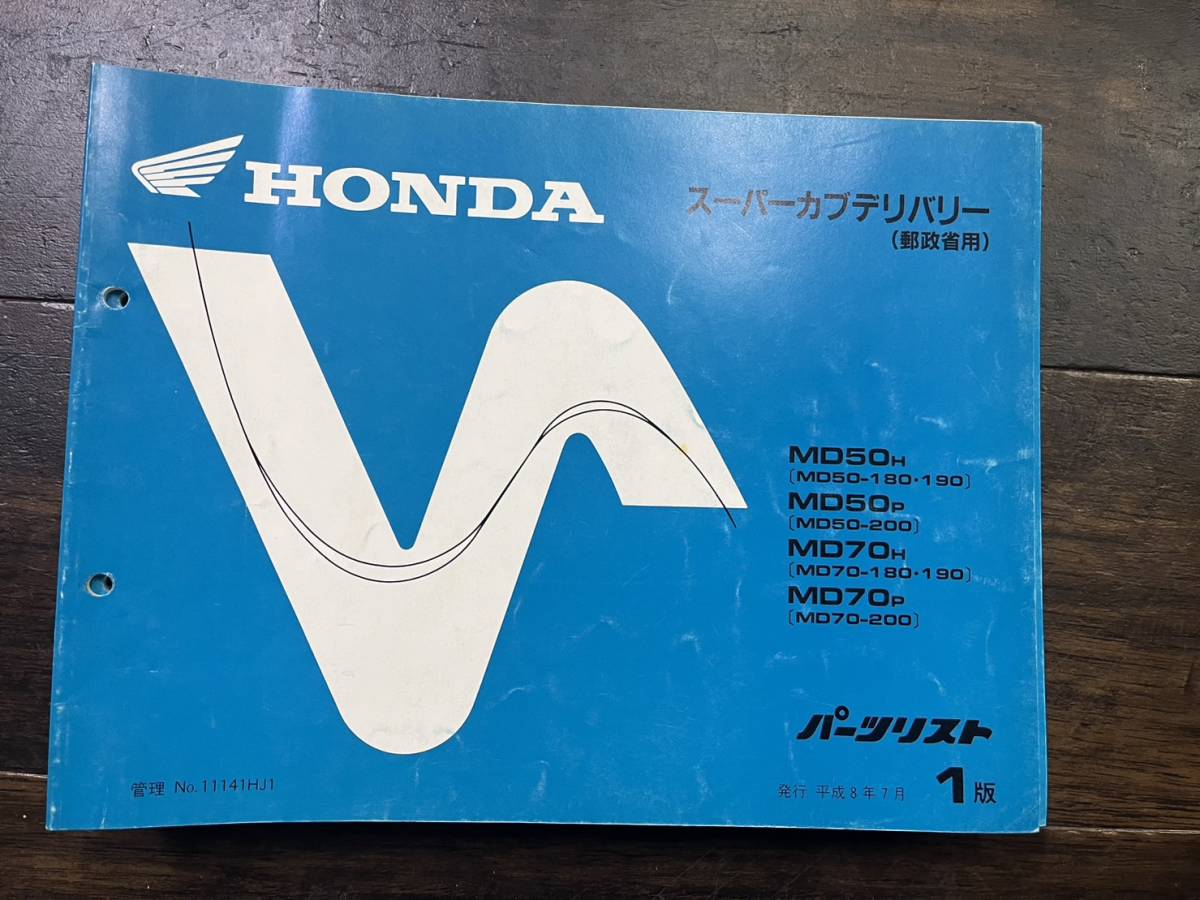 HONDA
スーパーカブデリバリー
(郵政省用)
MD50H
〔MD50-180・190〕
MD50P
〔MD50-200〕
MD70H
〔MD70-180・190〕
MD70P
〔MD70-200〕
パーツリスト
管理 No.11141HJ1
発行 平成8年7月 1版